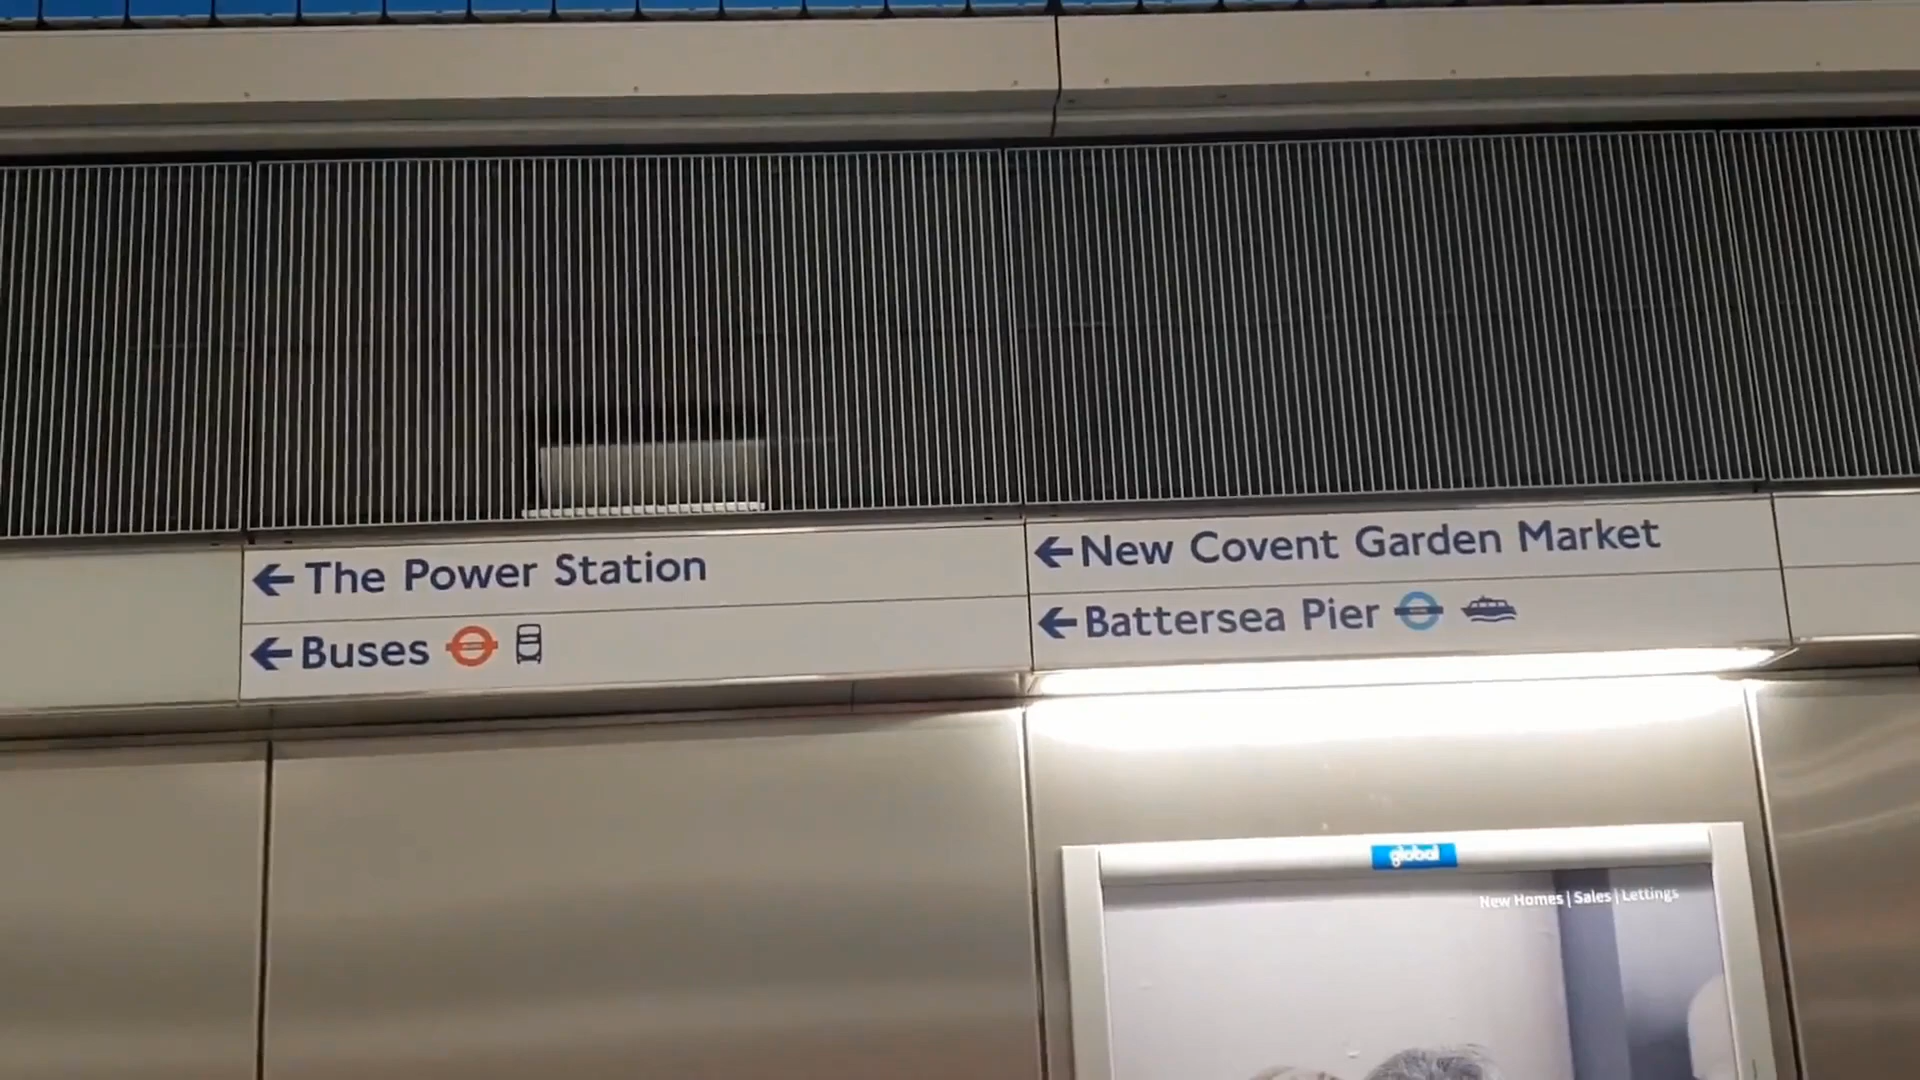 The Power Station
Buses
New Covent Garden Market
Battersea Pier
global
New Homes | Sales | Lettings